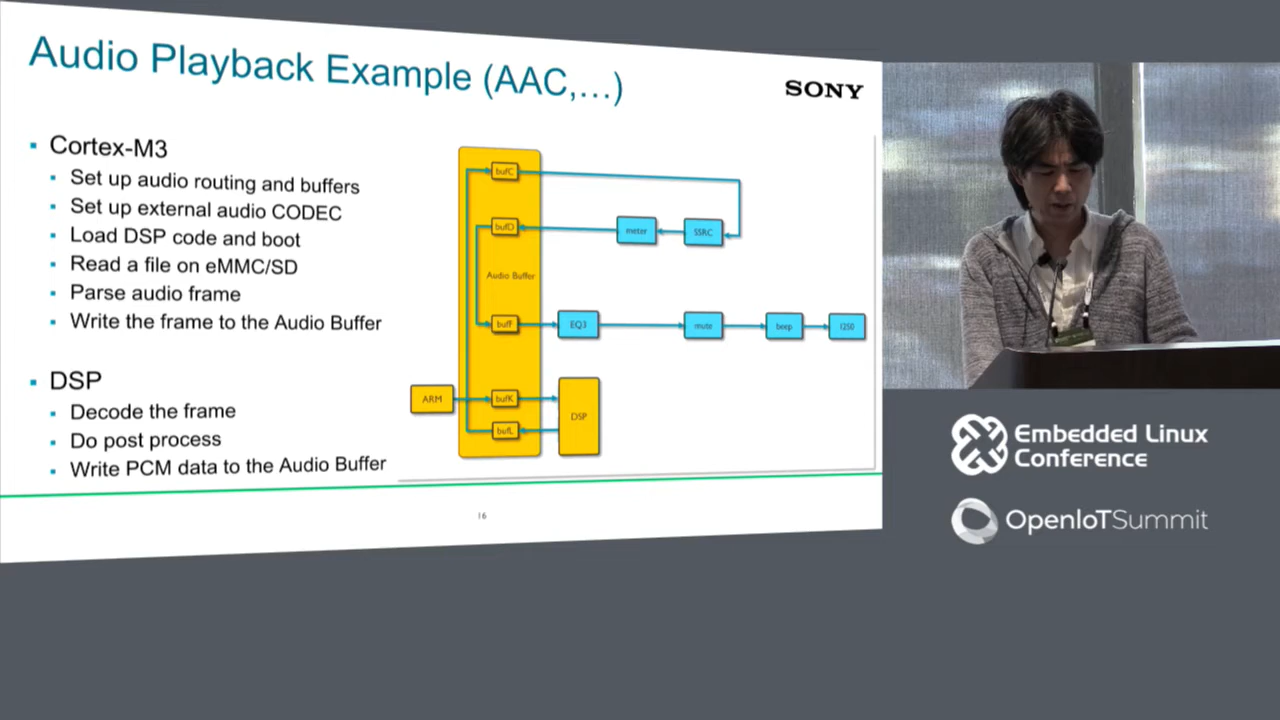 Audio Playback Example (AAC,...)
SONY
▪ Cortex-M3
▪ Set up audio routing and buffers
▪ Set up external audio CODEC
▪ Load DSP code and boot
▪ Read a file on eMMC/SD
▪ Parse audio frame
▪ Write the frame to the Audio Buffer
▪ DSP
▪ Decode the frame
▪ Do post process
▪ Write PCM data to the Audio Buffer
bufC
bufD
meter
SSRC
Audio Buffer
bufF
EQ3
mute
beep
I2S0
ARM
bufK
bufL
DSP
16
Embedded Linux
Conference
OpenIoTSummit